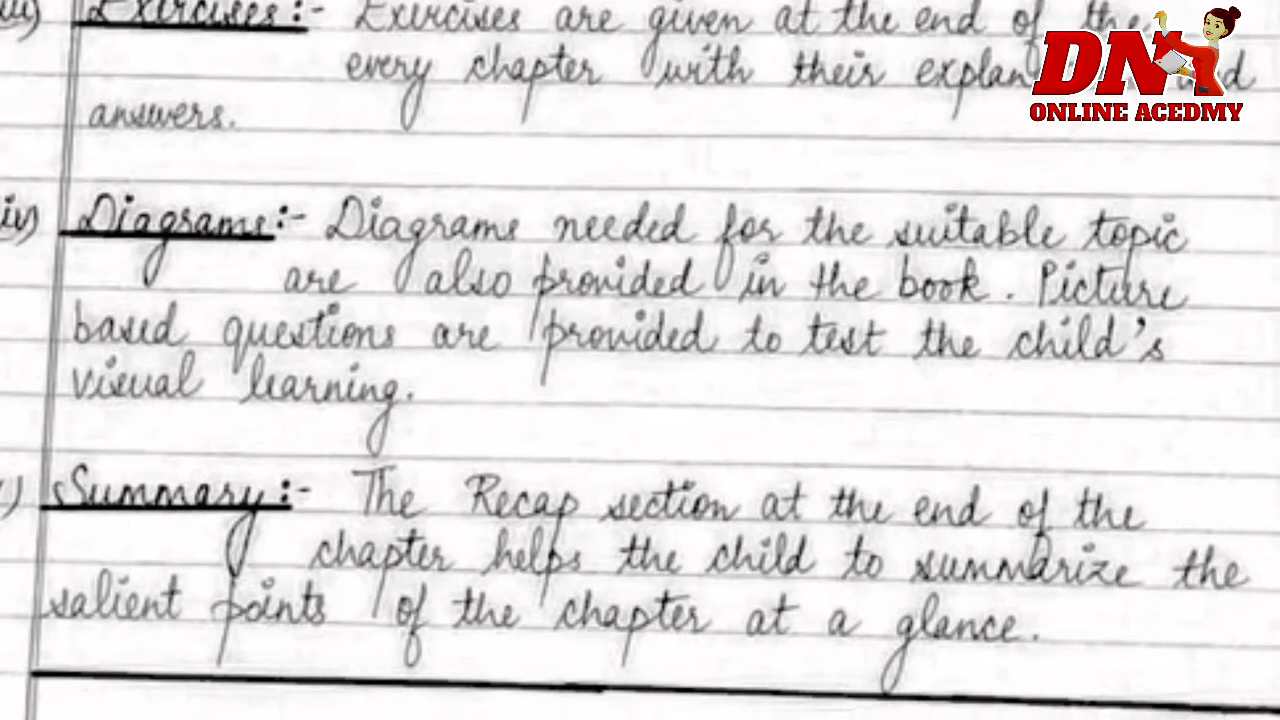 Exercises:- Exercises are given at the end of the
every chapter with their explan
answers.
iv) Diagrams:- Diagrams needed for the suitable topic
are also provided in the book. Picture
based questions are provided to test the child's
visual learning.
Summary:- The Recap section at the end of the
chapter helps the child to summarize the
salient points of the chapter at a glance.
DN
ONLINE ACEDMY